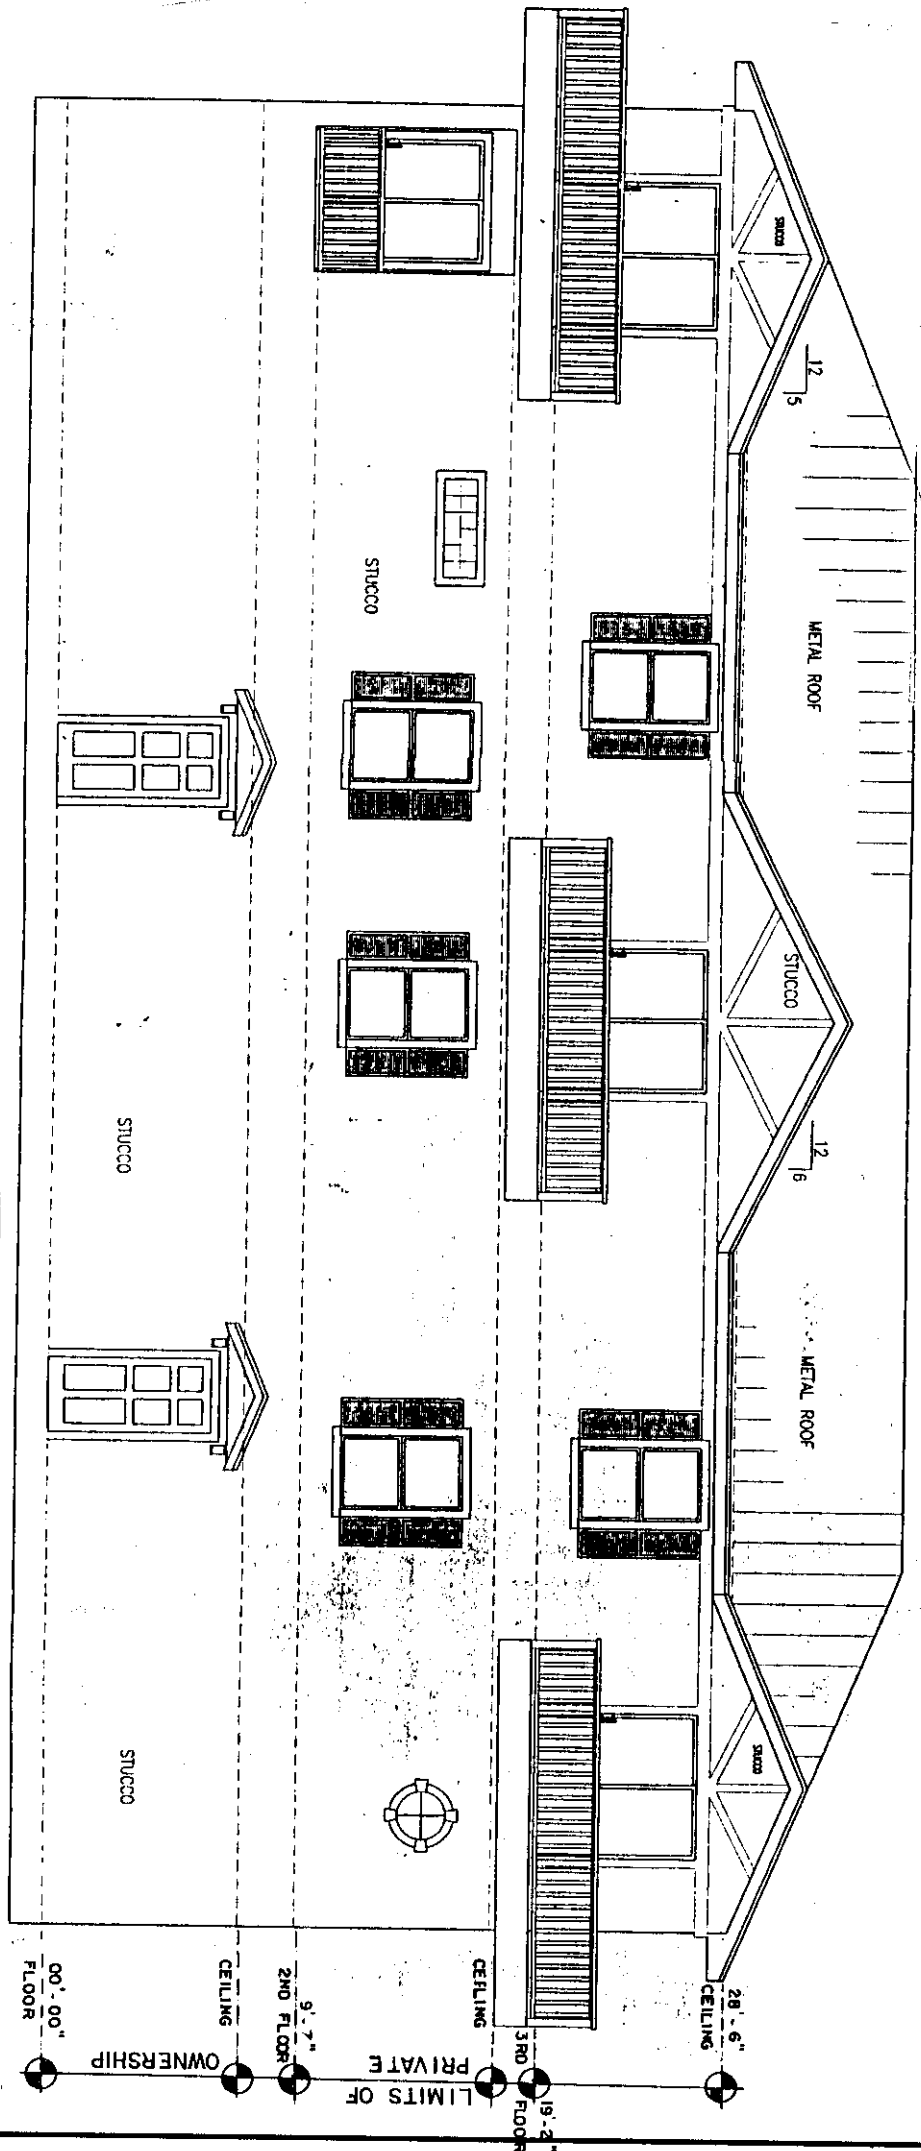 STUCCO
12
5
METAL ROOF
STUCCO
12
6
METAL ROOF
STUCCO
STUCCO
STUCCO
STUCCO
28'-6"
CEILING
19'-2"
3RD FLOOR
CEILING
9'-7"
2ND FLOOR
CEILING
00'-00"
FLOOR
LIMITS OF
PRIVATE
OWNERSHIP